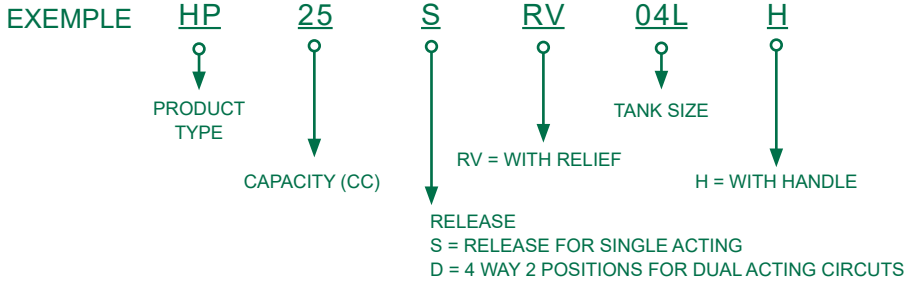 EXEMPLE HP 25 S RV 04L H
PRODUCT
TYPE
TANK SIZE
RV = WITH RELIEF
CAPACITY (CC)
H = WITH HANDLE
RELEASE
S = RELEASE FOR SINGLE ACTING
D = 4 WAY 2 POSITIONS FOR DUAL ACTING CIRCUTS